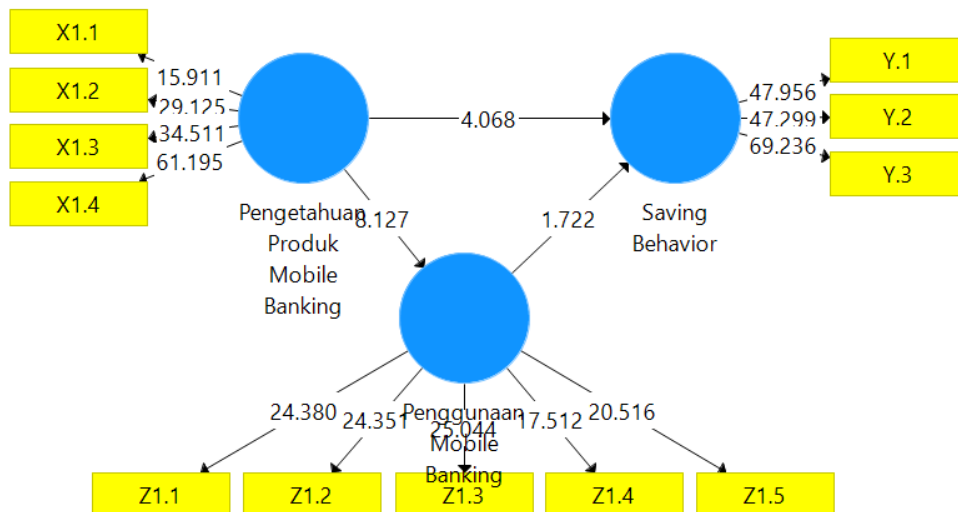 X1.1
X1.2
X1.3
X1.4
15.911
29.125
34.511
61.195
Pengetahuan
Produk
Mobile
Banking
4.068
8.127
1.722
Saving
Behavior
47.956
47.299
69.236
Y.1
Y.2
Y.3
Penggunaan
Mobile
Banking
24.380
24.351
25.044
17.512
20.516
Z1.1
Z1.2
Z1.3
Z1.4
Z1.5